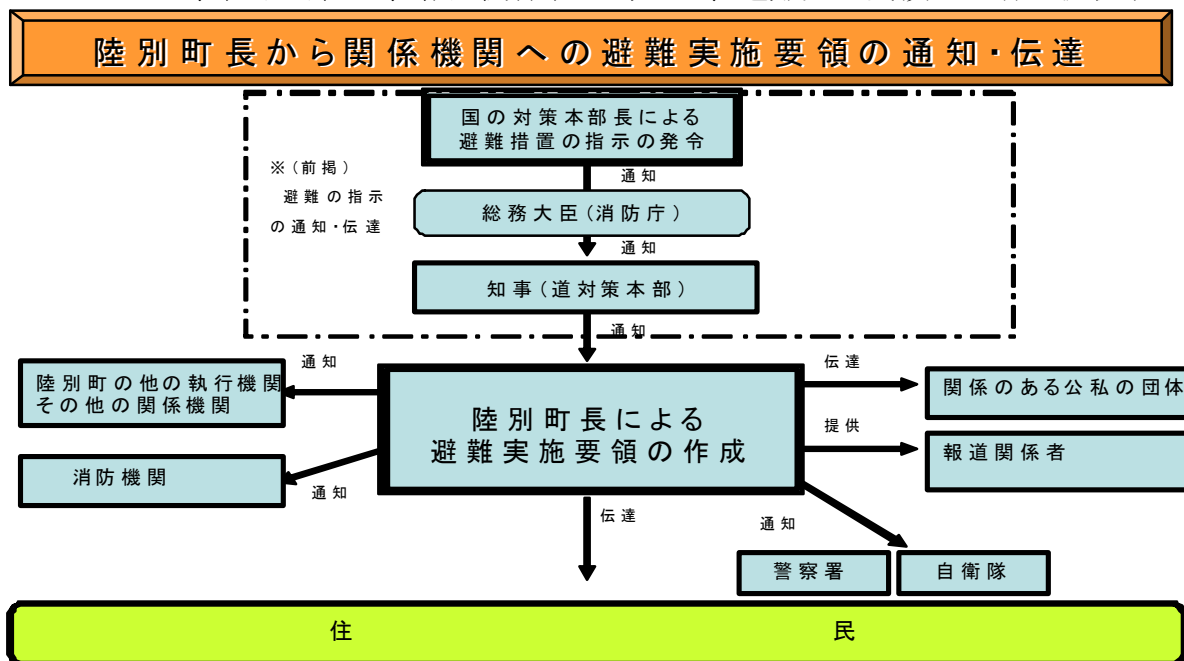 陸別町長から関係機関への避難実施要領の通知・伝達
国の対策本部長による
避難措置の指示の発令
※(前掲)
避難の指示
の通知・伝達
通知
総務大臣(消防庁)
通知
知事(道対策本部)
通知
陸別町の他の執行機関
その他の関係機関
通知
消防機関
通知
陸別町長による
避難実施要領の作成
伝達
関係のある公私の団体
提供
報道関係者
伝達
通知
警察署
自衛隊
住民